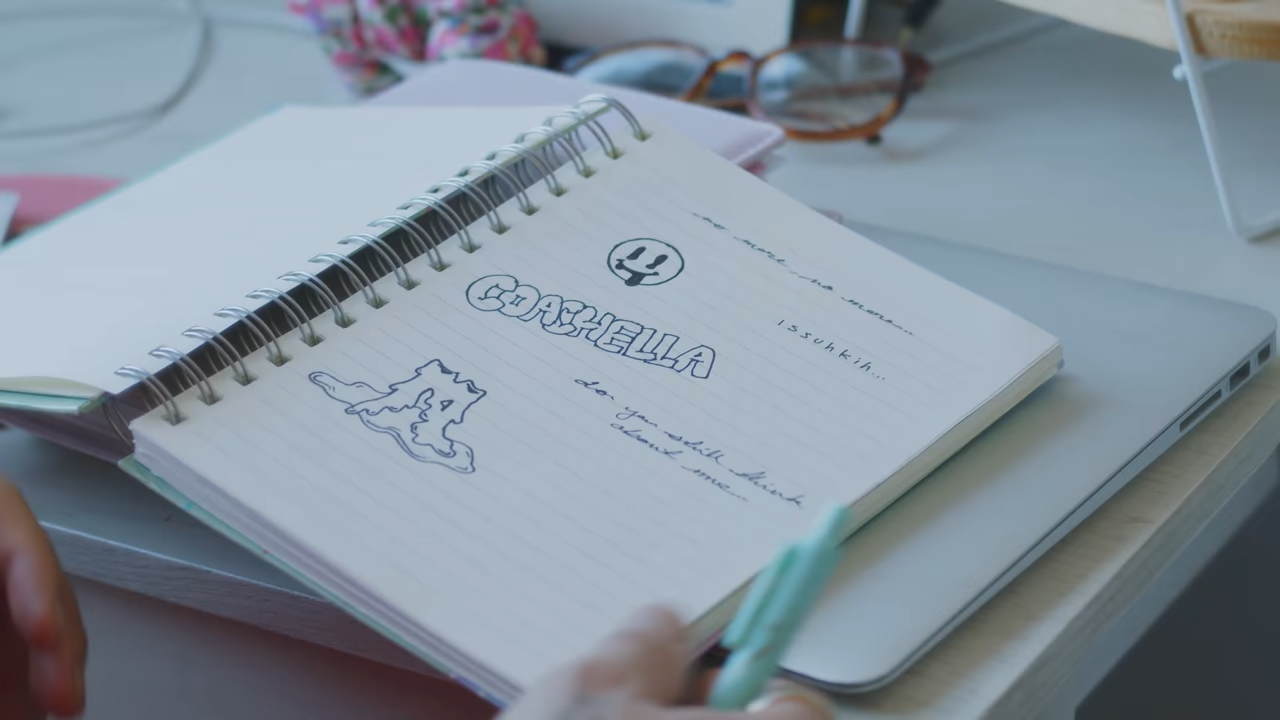 no more, no more...
Issuhkih...
COACHELLA
do you still think
about me...